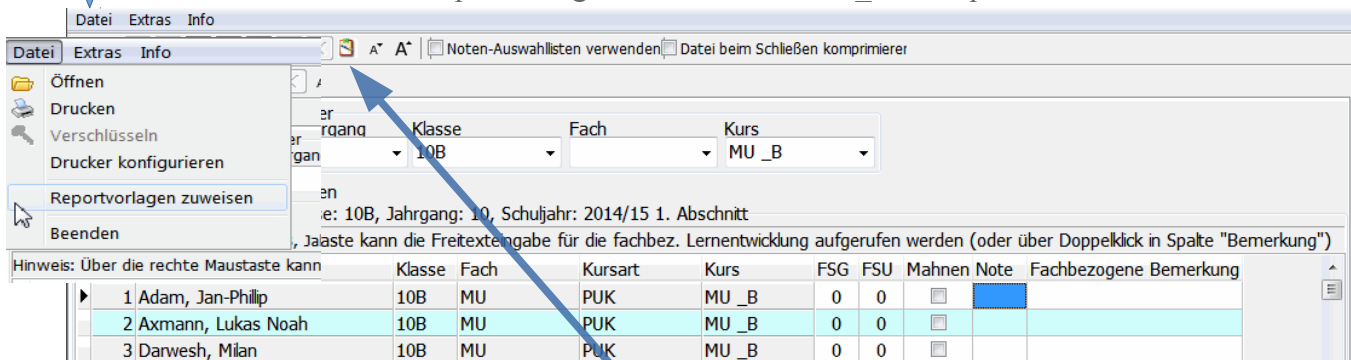 Datei Extras Info
Datei Extras Info
A▾ A▴ Noten-Auswahllisten verwenden Datei beim Schließen komprimierer
Öffnen
Drucken
Verschlüsseln
Drucker konfigurieren
Reportvorlagen zuweisen
Beenden
Klasse Fach Kurs
10B MU _B
se: 10B, Jahrgang: 10, Schuljahr: 2014/15 1. Abschnitt
kann die Freitexteingabe für die fachbez. Lernentwicklung aufgerufen werden (oder über Doppelklick in Spalte "Bemerkung")
Hinweis: Über die rechte Maustaste kann
Klasse Fach Kursart Kurs FSG FSU Mahnen Note Fachbezogene Bemerkung
1 Adam, Jan-Philip 10B MU PUK MU _B 0 0
2 Axmann, Lukas Noah 10B MU PUK MU _B 0 0
3 Darwesh, Milan 10B MU PUK MU _B 0 0